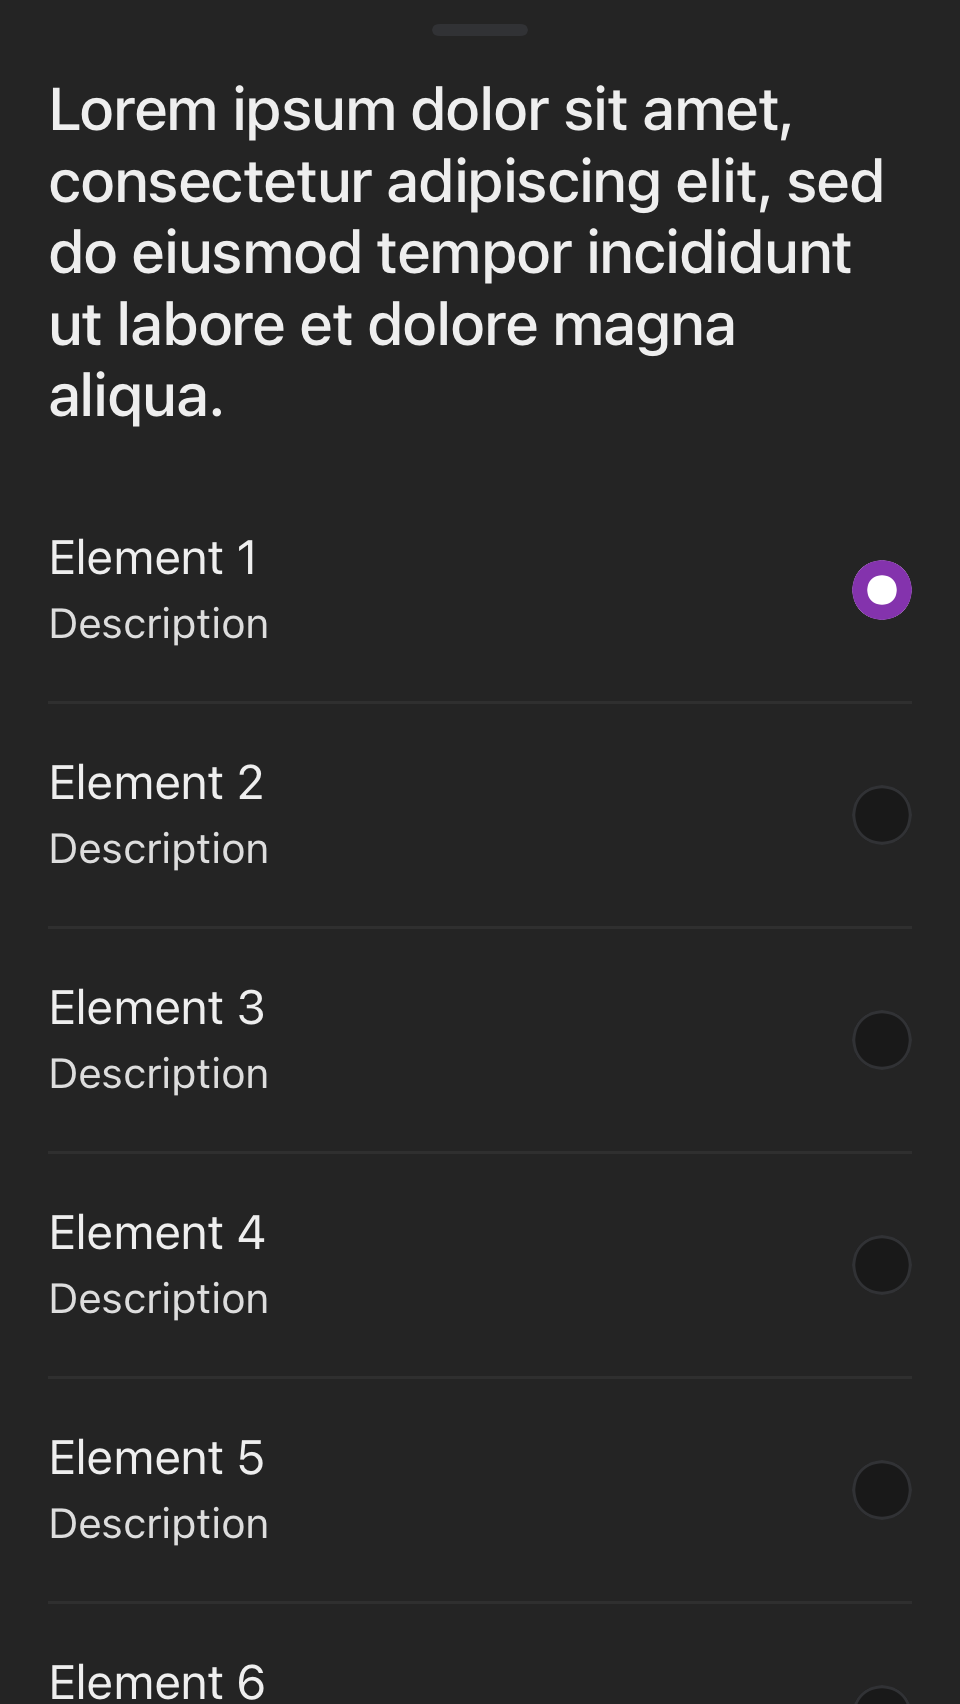 Lorem ipsum dolor sit amet,
consectetur adipiscing elit, sed
do eiusmod tempor incididunt
ut labore et dolore magna
aliqua.
Element 1
Description
Element 2
Description
Element 3
Description
Element 4
Description
Element 5
Description
Element 6